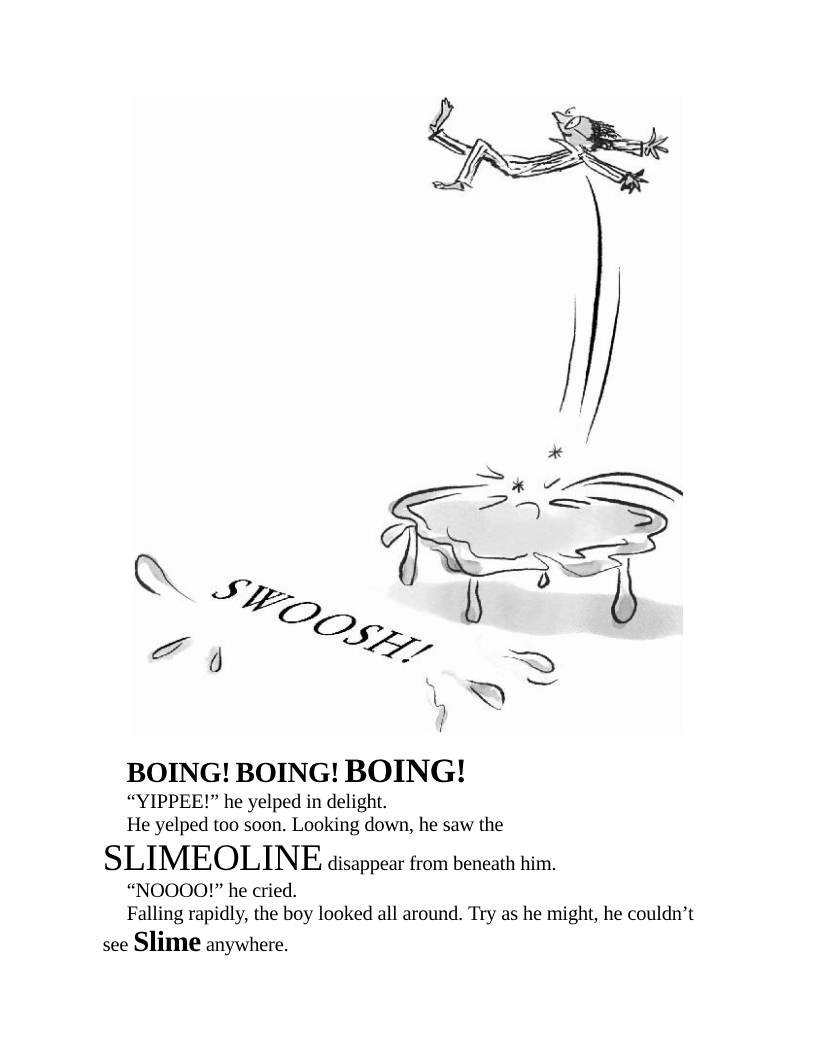 SWOOSH!
BOING! BOING! BOING!
“YIPPEE!” he yelped in delight.
He yelped too soon. Looking down, he saw the
SLIMEOLINE disappear from beneath him.
“NOOOO!” he cried.
Falling rapidly, the boy looked all around. Try as he might, he couldn’t
see Slime anywhere.